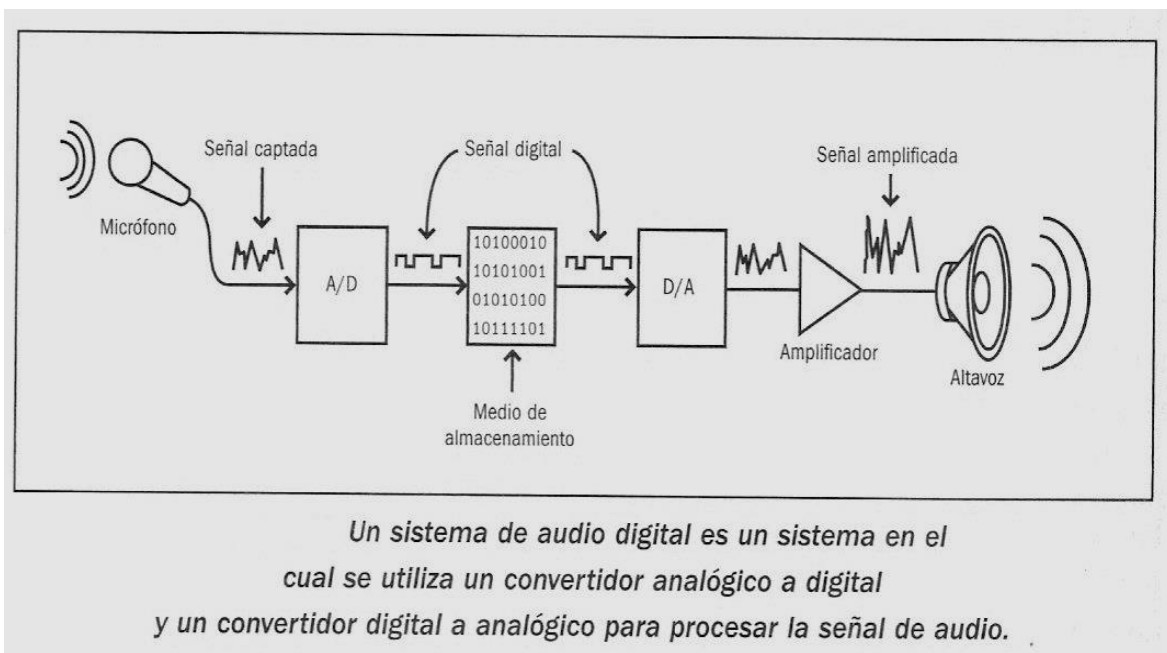 Señal captada
Señal digital
Señal amplificada
Micrófono
A/D
10100010
10101001
01010100
10111101
D/A
Amplificador
Altavoz
Medio de
almacenamiento
Un sistema de audio digital es un sistema en el
cual se utiliza un convertidor analógico a digital
y un convertidor digital a analógico para procesar la señal de audio.